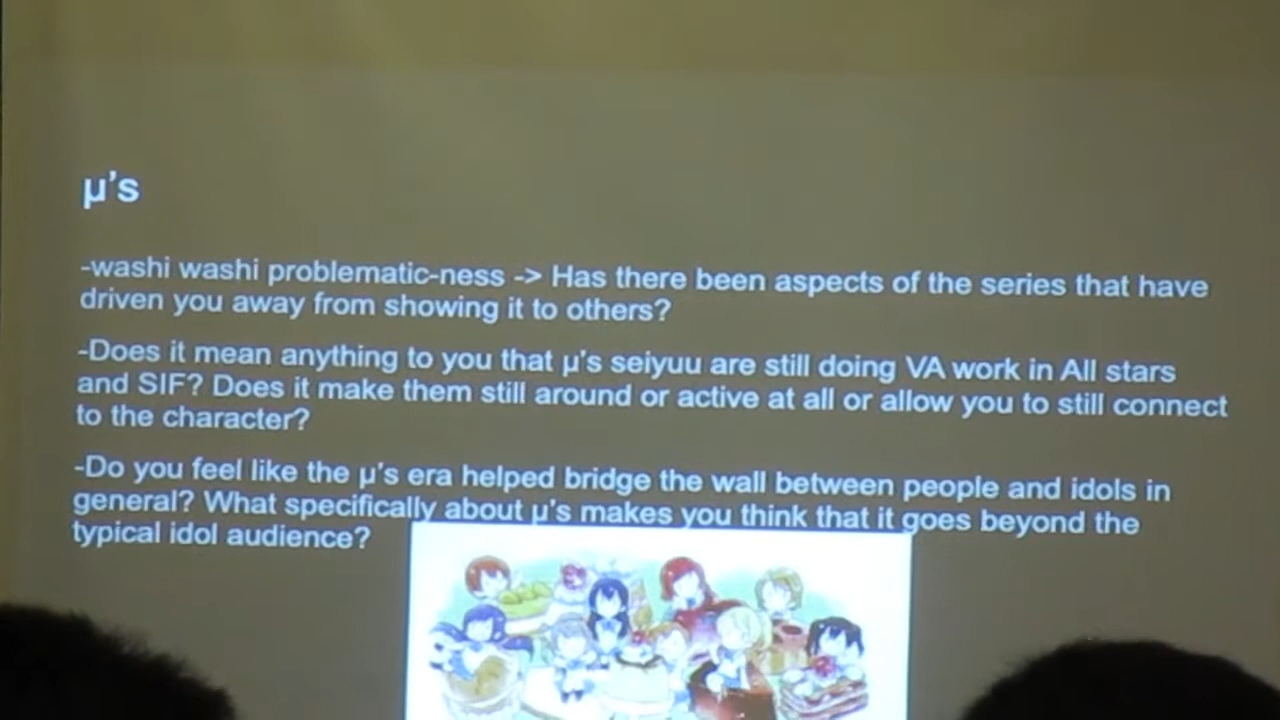 µ's
-washi washi problematic-ness -> Has there been aspects of the series that have
driven you away from showing it to others?
-Does it mean anything to you that µ's seiyuu are still doing VA work in All stars
and SIF? Does it make them still around or active at all or allow you to still connect
to the character?
-Do you feel like the µ's era helped bridge the wall between people and idols in
general? What specifically about µ's makes you think that it goes beyond the
typical idol audience?